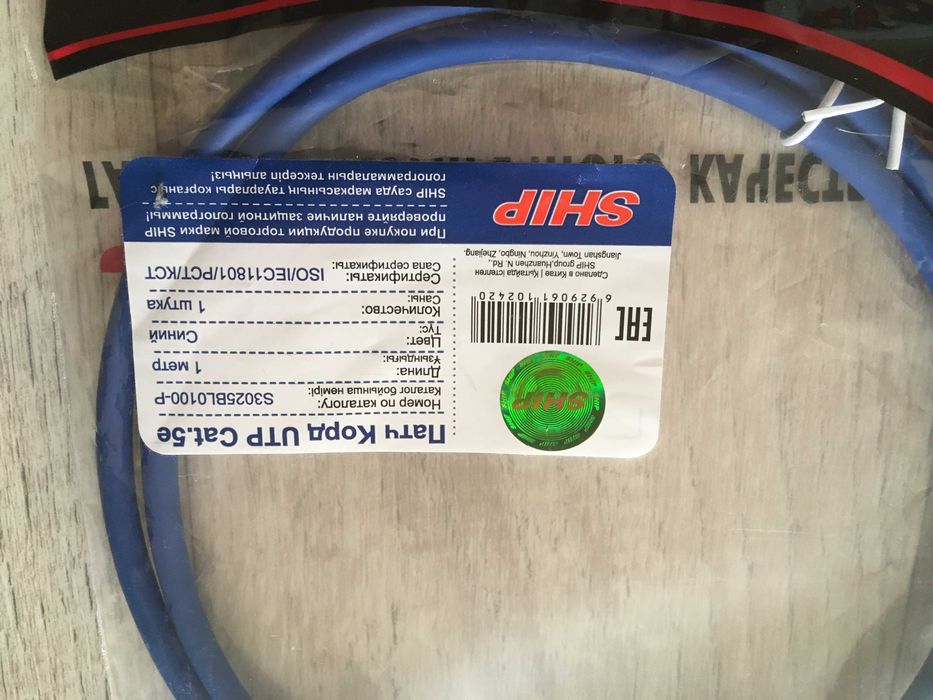 Патч Корд UTP Cat.5e
Номер по каталогу:
Каталог бойынша нөмірі:
S3025BL0100-P
Длина:
Ұзындығы:
1 метр
Цвет:
Түс:
Синий
Количество:
Саны:
1 штука
Сертификаты:
Сапа сертификаты:
ISO/IEC11801/РСТ/КСТ
При покупке продукции торговой марки SHIP
проверяйте наличие защитной голограммы!
SHIP сауда маркасының тауарлары қорғаныс
голограммаларын тексеріп алыңыз!
SHIP
EAC
6 929061 102420
Сделано в Китае | Қытайда істелген
SHIP group,Huanzhen N. Rd.,
Jiangshan Town, Yinzhou, Ningbo, Zhejiang.
SHIP